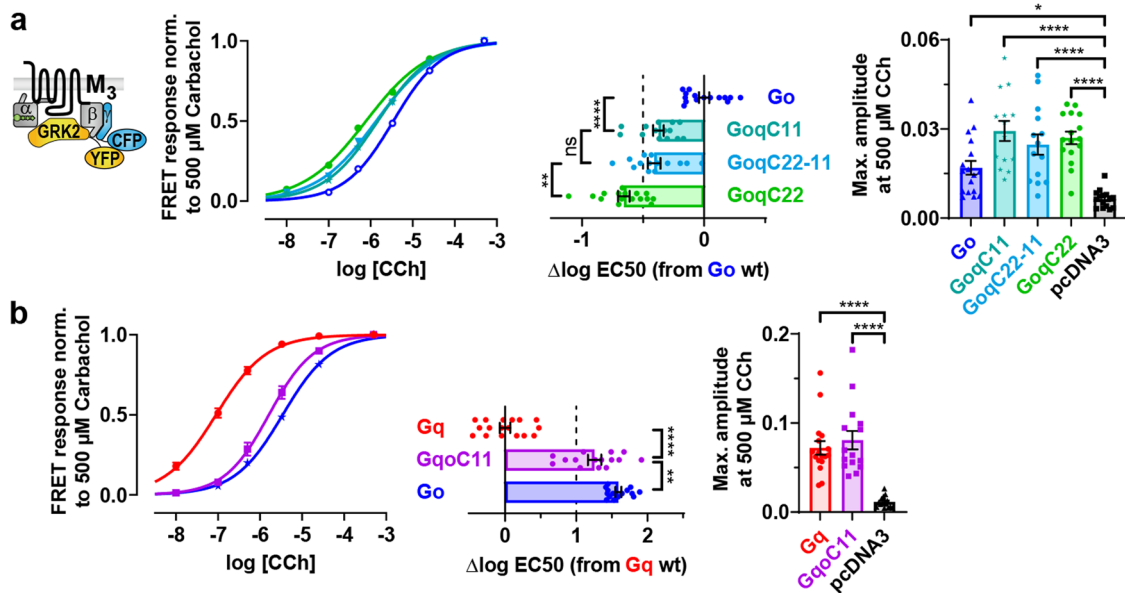 a
M3
α
β
γ
GRK2
CFP
YFP
FRET response norm.
to 500 µM Carbachol
1.0
0.5
0.0
-8 -7 -6 -5 -4 -3
log [CCh]
****
ns
**
Go
GoqC11
GoqC22-11
GoqC22
-1 0
Δlog EC50 (from Go wt)
Max. amplitude
at 500 µM CCh
0.06
0.03
0.00
*
****
****
****
Go
GoqC11
GoqC22-11
GoqC22
pcDNA3
b
FRET response norm.
to 500 µM Carbachol
1.0
0.5
0.0
-8 -7 -6 -5 -4 -3
log [CCh]
Gq
GqoC11
Go
****
**
0 1 2
Δlog EC50 (from Gq wt)
Max. amplitude
at 500 µM CCh
0.2
0.1
0.0
****
****
Gq
GqoC11
pcDNA3